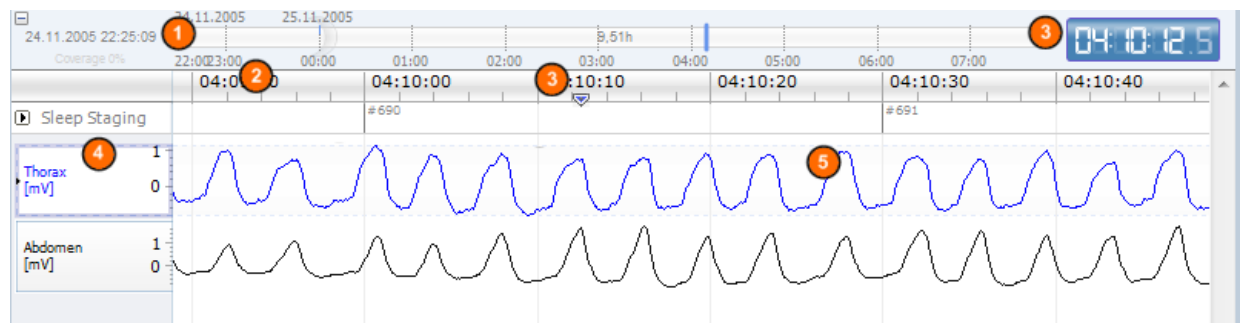 24.11.2005 25.11.2005
24.11.2005 22:25:09 1 9,51h 3 04:10:12.5
Coverage 0% 22:00 23:00 00:00 01:00 02:00 03:00 04:00 05:00 06:00 07:00
2 04:10:00 3 :10:10 04:10:20 04:10:30 04:10:40
Sleep Staging #690 #691
4 1 5
Thorax
[mV] 0
Abdomen 1
[mV] 0